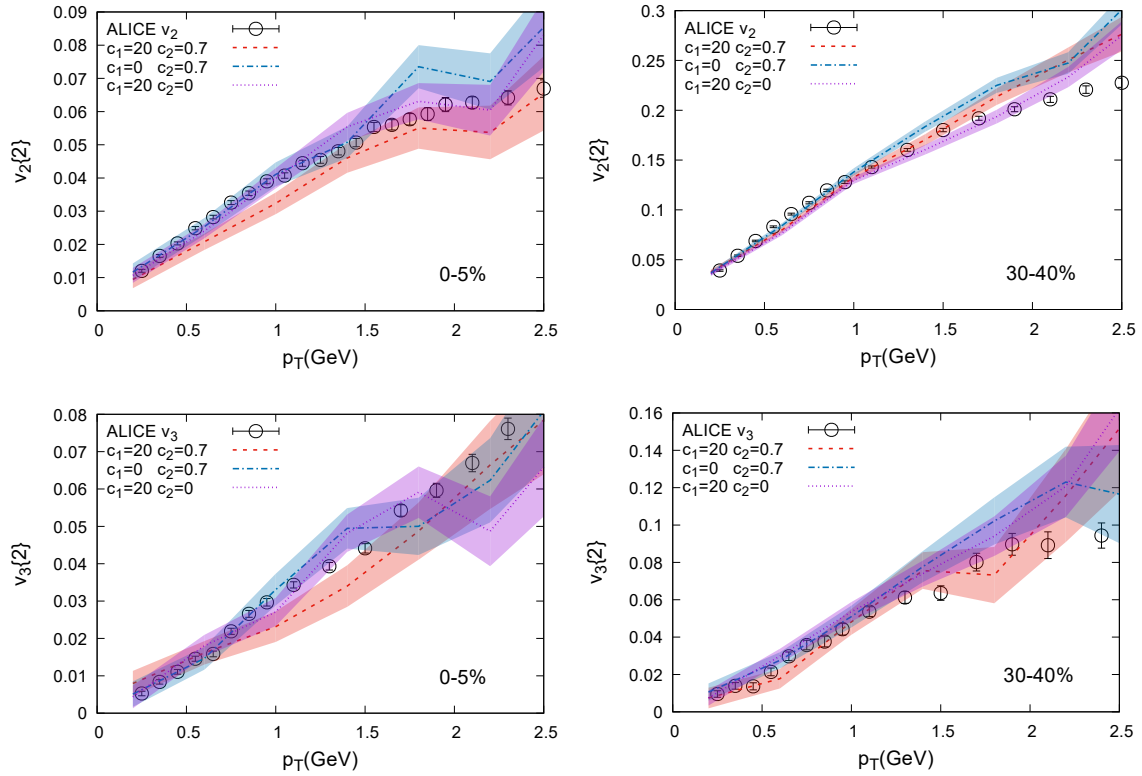 0.09
0.08
0.07
0.06
0.05
0.04
0.03
0.02
0.01
0
v₂{2}
ALICE v₂
c₁=20 c₂=0.7
c₁=0 c₂=0.7
c₁=20 c₂=0
0-5%
0 0.5 1 1.5 2 2.5
p_T(GeV)
0.3
0.25
0.2
0.15
0.1
0.05
0
v₂{2}
ALICE v₂
c₁=20 c₂=0.7
c₁=0 c₂=0.7
c₁=20 c₂=0
30-40%
0 0.5 1 1.5 2 2.5
p_T(GeV)
0.08
0.07
0.06
0.05
0.04
0.03
0.02
0.01
0
v₃{2}
ALICE v₃
c₁=20 c₂=0.7
c₁=0 c₂=0.7
c₁=20 c₂=0
0-5%
0 0.5 1 1.5 2 2.5
p_T(GeV)
0.16
0.14
0.12
0.1
0.08
0.06
0.04
0.02
0
v₃{2}
ALICE v₃
c₁=20 c₂=0.7
c₁=0 c₂=0.7
c₁=20 c₂=0
30-40%
0 0.5 1 1.5 2 2.5
p_T(GeV)